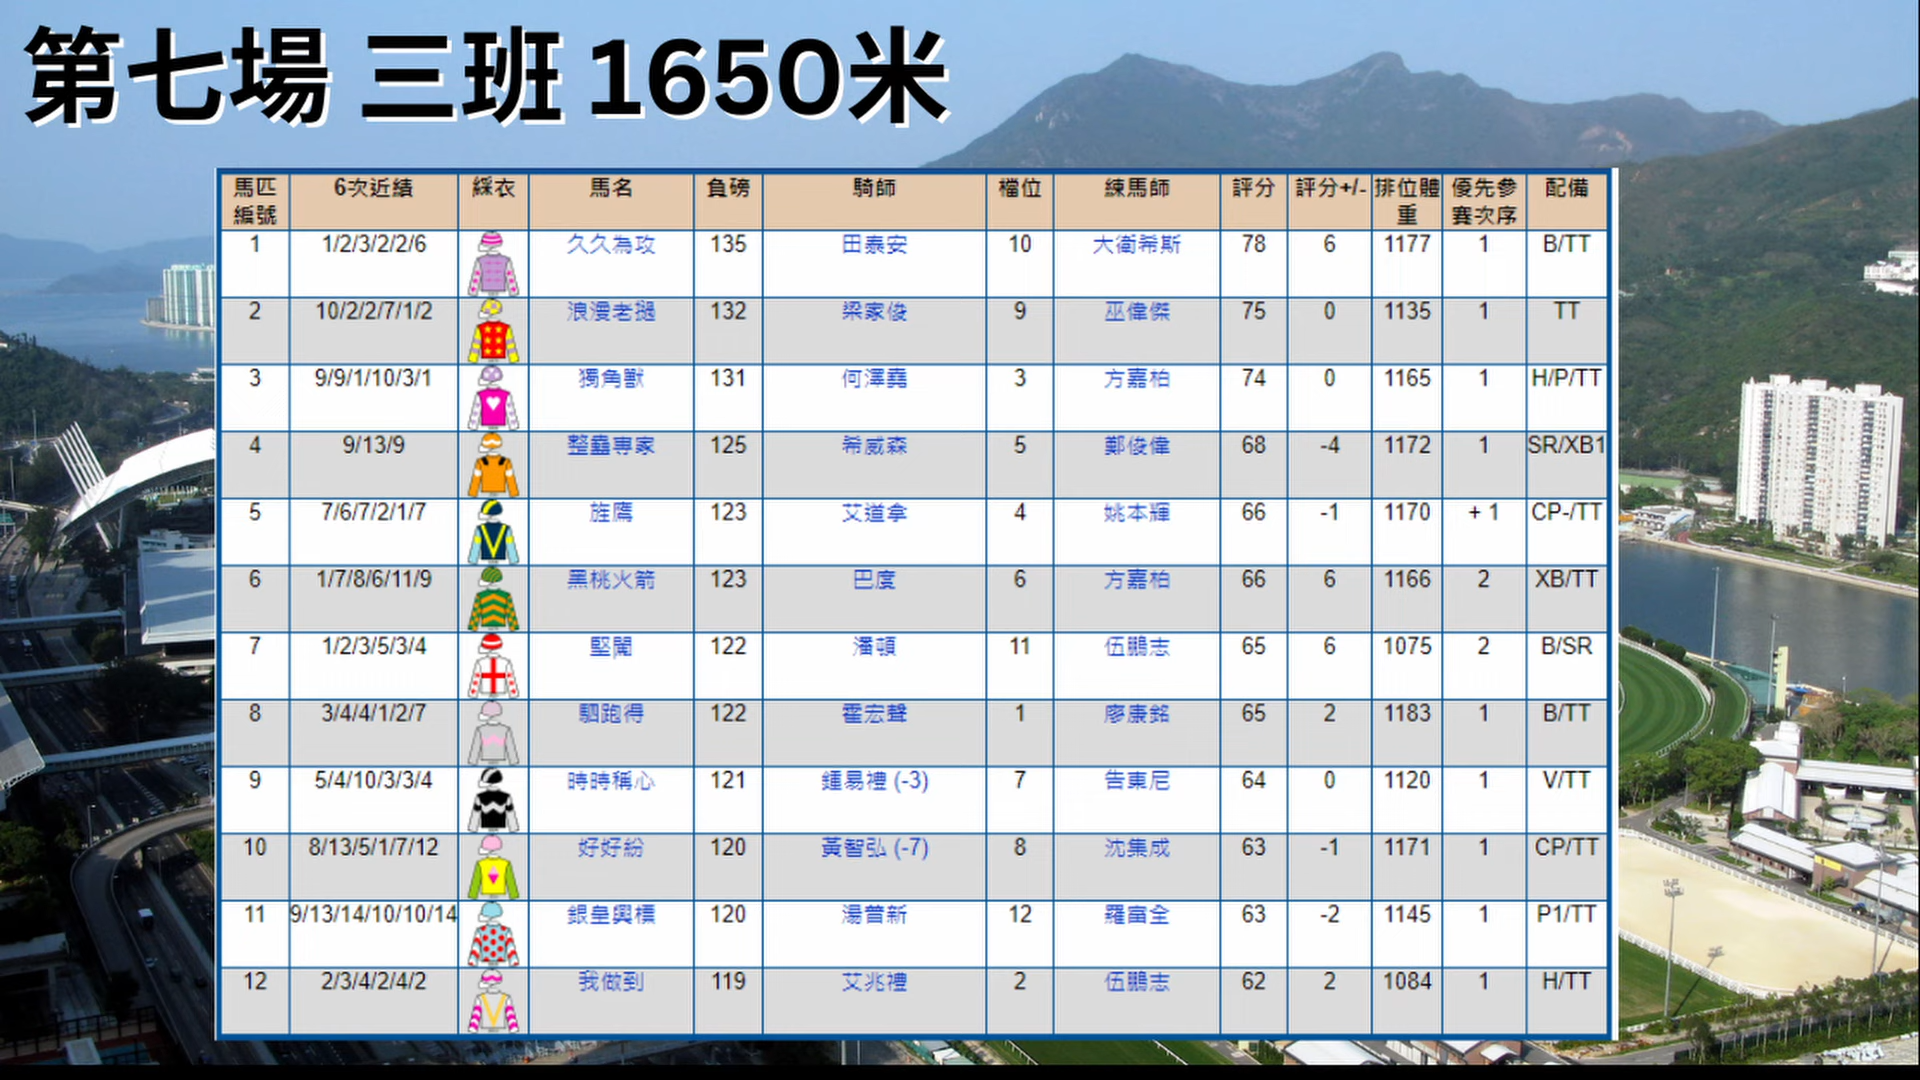 第七場 三班 1650米
馬匹編號 6次近績 綵衣 馬名 負磅 騎師 檔位 練馬師 評分 評分+/- 排位體重 優先參賽次序 配備
1 1/2/3/2/2/6 久久為攻 135 田泰安 10 大衛希斯 78 6 1177 1 B/TT
2 10/2/2/7/1/2 浪漫老撾 132 梁家俊 9 巫偉傑 75 0 1135 1 TT
3 9/9/1/10/3/1 獨角獸 131 何澤堯 3 方嘉柏 74 0 1165 1 H/P/TT
4 9/13/9 整蠱專家 125 希威森 5 鄭俊偉 68 -4 1172 1 SR/XB1
5 7/6/7/2/1/7 旌鷹 123 艾道拿 4 姚本輝 66 -1 1170 + 1 CP-/TT
6 1/7/8/6/11/9 黑桃火箭 123 巴度 6 方嘉柏 66 6 1166 2 XB/TT
7 1/2/3/5/3/4 堅閘 122 潘頓 11 伍鵬志 65 6 1075 2 B/SR
8 3/4/4/1/2/7 駟跑得 122 霍宏聲 1 廖康銘 65 2 1183 1 B/TT
9 5/4/10/3/3/4 時時稱心 121 鍾易禮 (-3) 7 告東尼 64 0 1120 1 V/TT
10 8/13/5/1/7/12 好好紛 120 黃智弘 (-7) 8 沈集成 63 -1 1171 1 CP/TT
11 9/13/14/10/10/14 銀皇興標 120 湯普新 12 羅富全 63 -2 1145 1 P1/TT
12 2/3/4/2/4/2 我做到 119 艾兆禮 2 伍鵬志 62 2 1084 1 H/TT